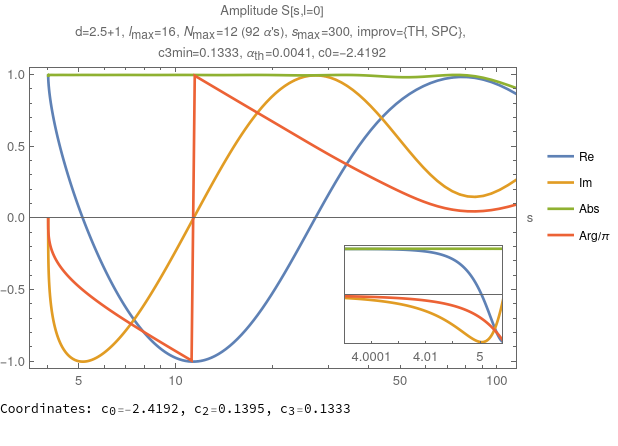 Amplitude S[s,l=0]
d=2.5+1, lmax=16, Nmax=12 (92 α's), smax=300, improv={TH, SPC},
c3min=0.1333, αth=0.0041, c0=-2.4192
1.0
0.5
0.0
-0.5
-1.0
5
10
50
100
s
4.0001
4.01
5
Re
Im
Abs
Arg/π
Coordinates: c0=-2.4192, c2=0.1395, c3=0.1333